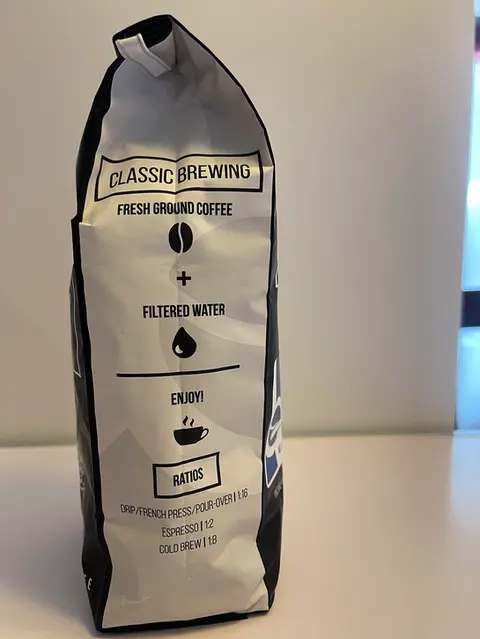 CLASSIC BREWING
FRESH GROUND COFFEE
+
FILTERED WATER
ENJOY!
RATIOS
DRIP/FRENCH PRESS/POUR-OVER | 1:16
ESPRESSO | 1:2
COLD BREW | 1:8